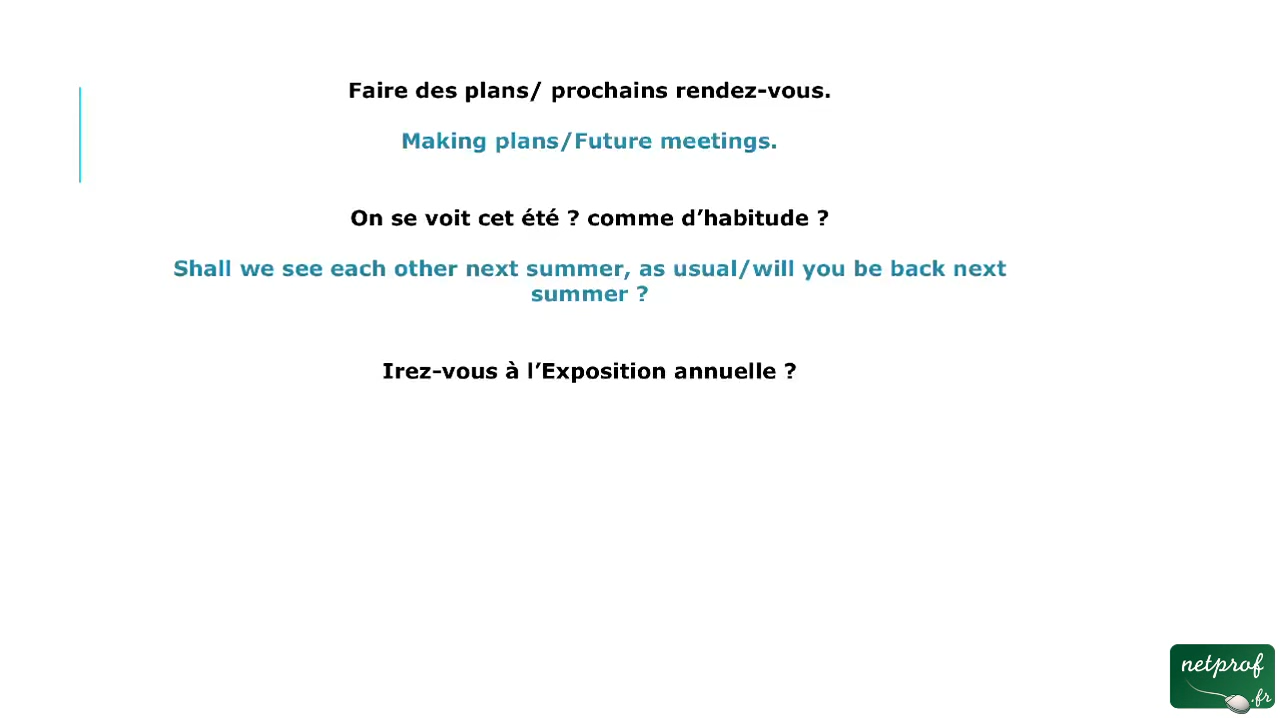 Faire des plans/ prochains rendez-vous.
Making plans/Future meetings.
On se voit cet été ? comme d’habitude ?
Shall we see each other next summer, as usual/will you be back next
summer ?
Irez-vous à l’Exposition annuelle ?
netprof
.fr